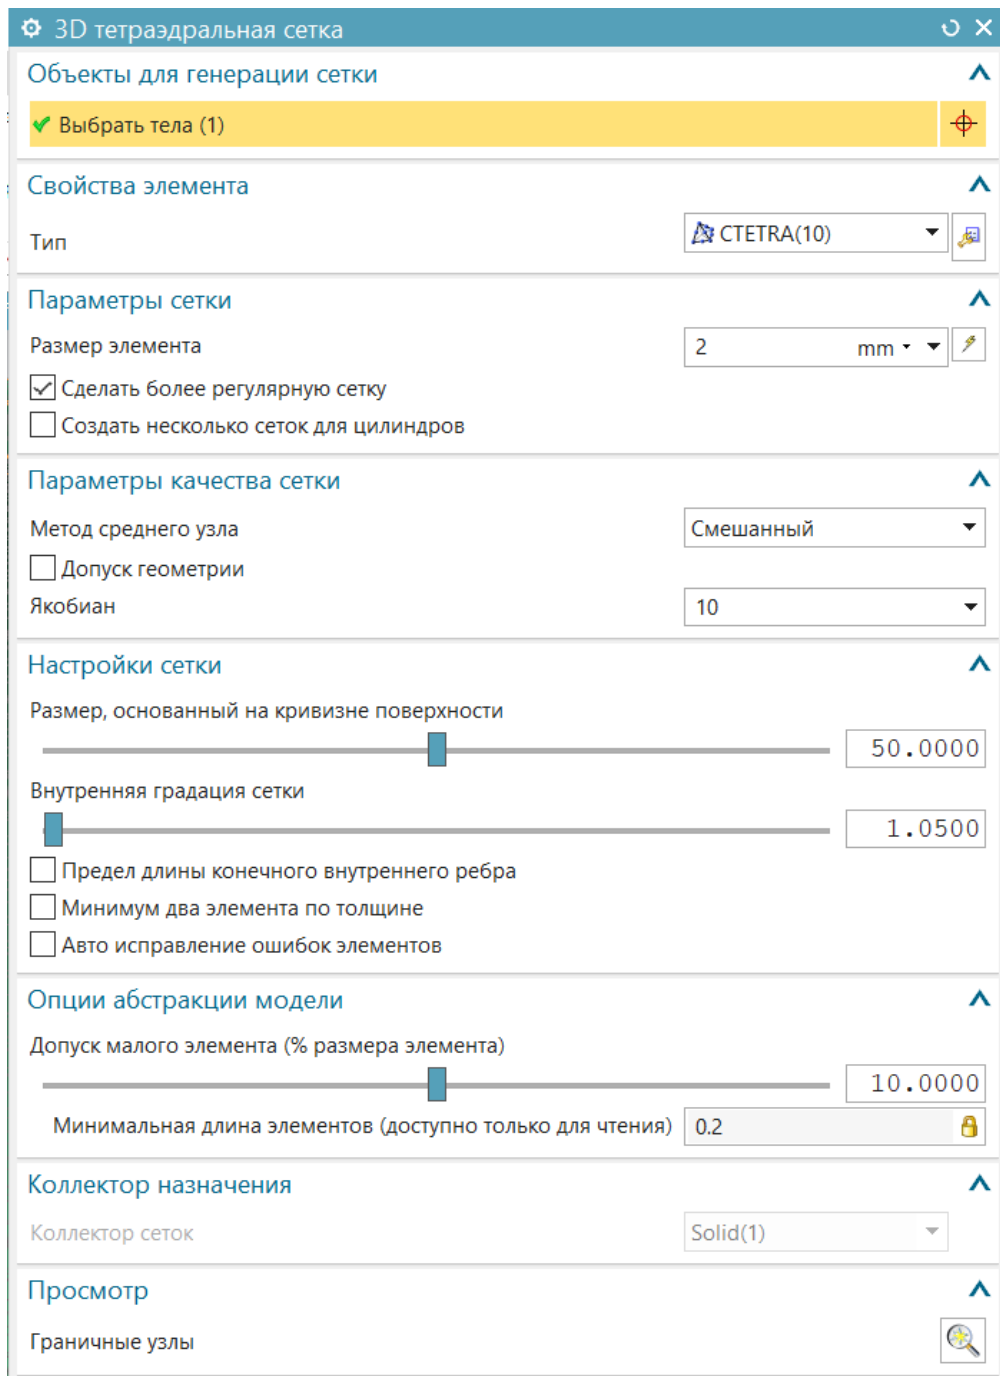 3D тетраэдральная сетка
Объекты для генерации сетки
Выбрать тела (1)
Свойства элемента
Тип CTETRA(10)
Параметры сетки
Размер элемента 2 mm
Сделать более регулярную сетку
Создать несколько сеток для цилиндров
Параметры качества сетки
Метод среднего узла Смешанный
Допуск геометрии
Якобиан 10
Настройки сетки
Размер, основанный на кривизне поверхности
50.0000
Внутренняя градация сетки
1.0500
Предел длины конечного внутреннего ребра
Минимум два элемента по толщине
Авто исправление ошибок элементов
Опции абстракции модели
Допуск малого элемента (% размера элемента)
10.0000
Минимальная длина элементов (доступно только для чтения) 0.2
Коллектор назначения
Коллектор сеток Solid(1)
Просмотр
Граничные узлы